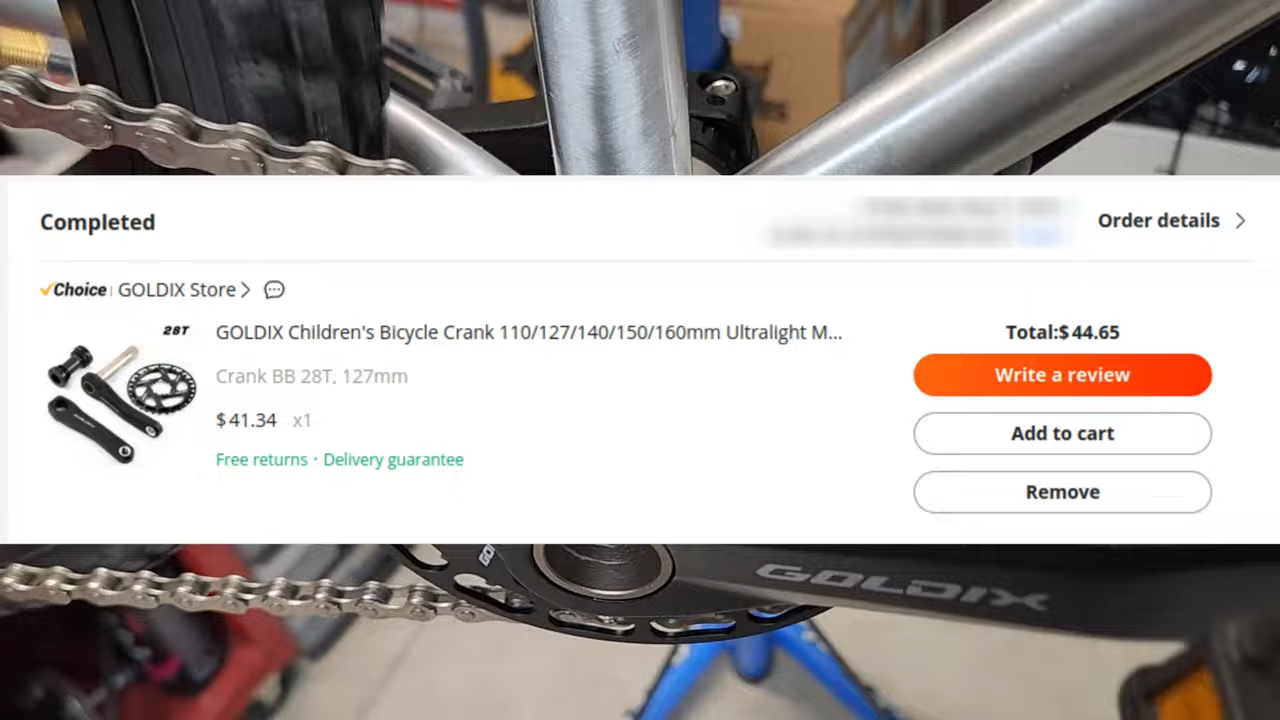 Completed
Order details
Choice GOLDIX Store
28T
GOLDIX Children's Bicycle Crank 110/127/140/150/160mm Ultralight M...
Crank BB 28T, 127mm
$41.34 x1
Free returns · Delivery guarantee
Total:$44.65
Write a review
Add to cart
Remove
GOLDIX